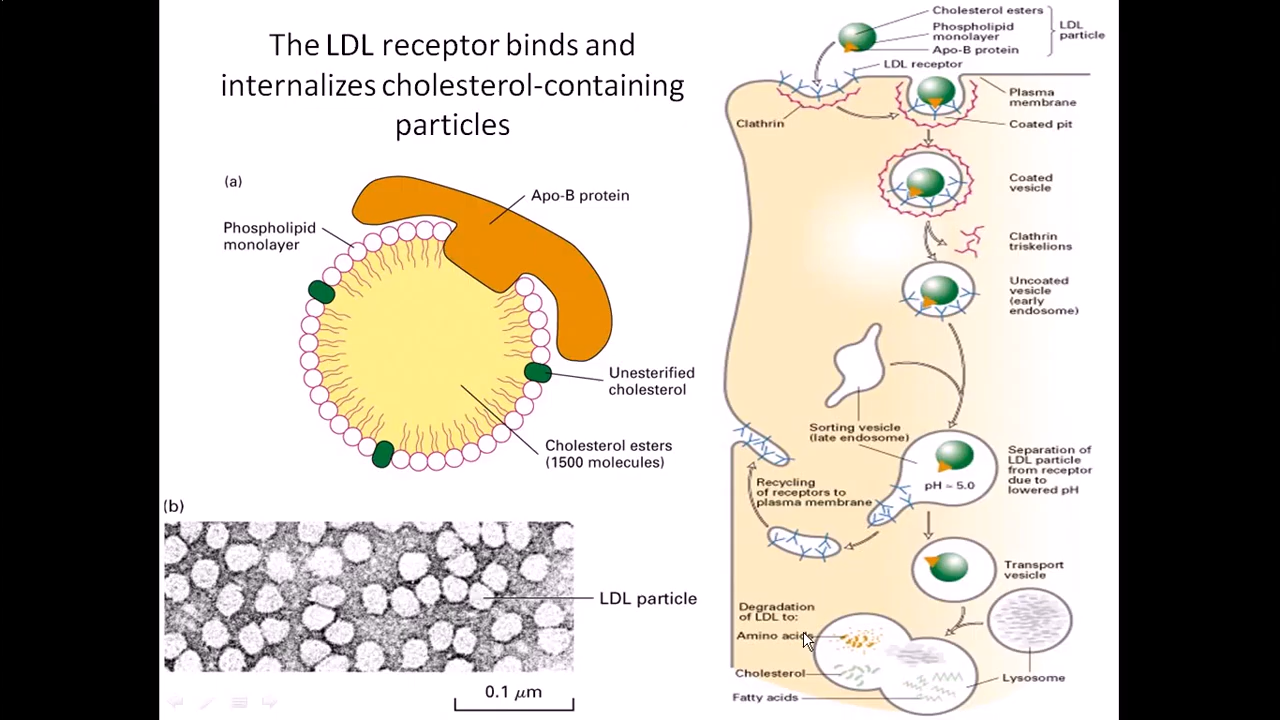 The LDL receptor binds and
internalizes cholesterol-containing
particles
(a)
Apo-B protein
Phospholipid
monolayer
Unesterified
cholesterol
Cholesterol esters
(1500 molecules)
(b)
LDL particle
0.1 μm
Cholesterol esters
Phospholipid
monolayer
Apo-B protein
LDL
particle
LDL receptor
Plasma
membrane
Clathrin
Coated pit
Coated
vesicle
Clathrin
triskelions
Uncoated
vesicle
(early
endosome)
Sorting vesicle
(late endosome)
Separation of
LDL particle
from receptor
due to
lowered pH
pH ≈ 5.0
Recycling
of receptors to
plasma membrane
Transport
vesicle
Degradation
of LDL to:
Amino acids
Cholesterol
Fatty acids
Lysosome